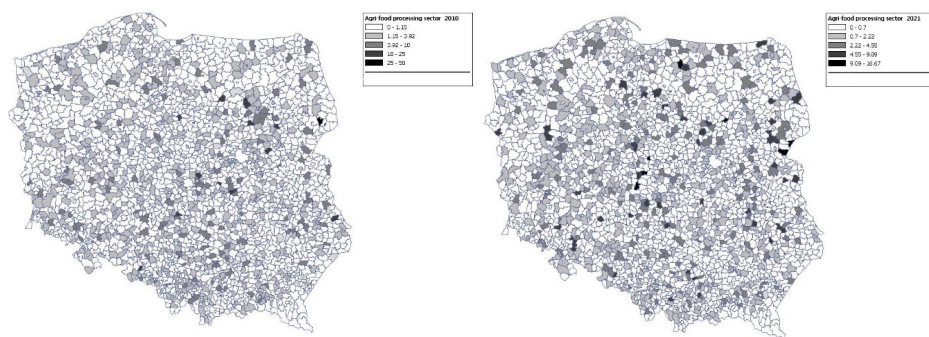 Agri-food processing sector 2010
0 - 1.15
1.15 - 3.92
3.92 - 10
10 - 25
25 - 50
Agri-food processing sector 2021
0 - 0.7
0.7 - 2.22
2.22 - 4.55
4.55 - 9.09
9.09 - 16.67